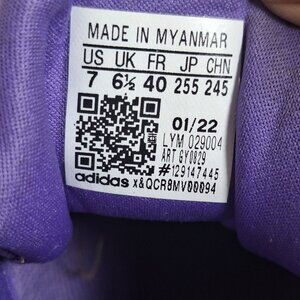 MADE IN MYANMAR
US UK FR JP CHN
7 6½ 40 255 245
01/22
LYM 029004
ART GY0829
#129147445
adidas x&QCR8MV00094